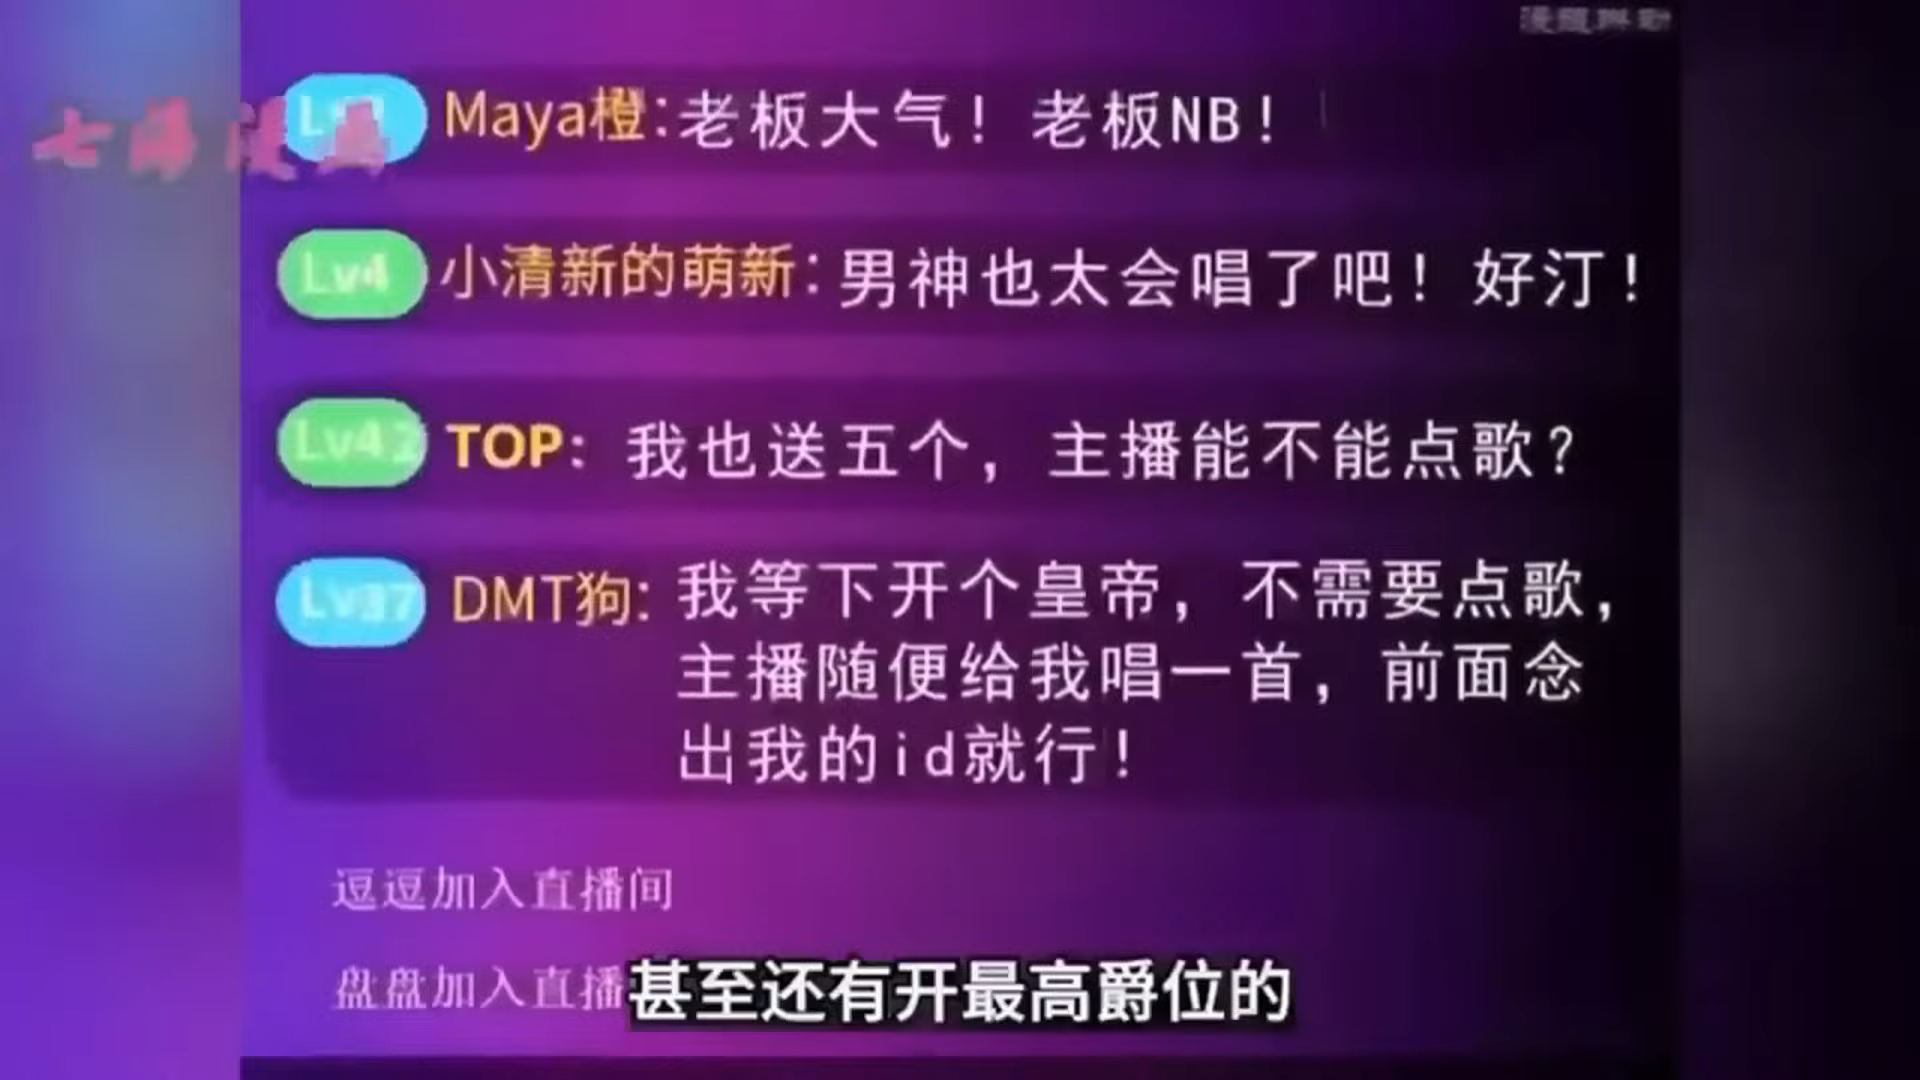 Maya橙:老板大气！老板NB！
Lv4 小清新的萌新:男神也太会唱了吧！好汀！
Lv42 TOP: 我也送五个，主播能不能点歌？
Lv37 DMT狗: 我等下开个皇帝，不需要点歌，
主播随便给我唱一首，前面念
出我的id就行！
逗逗加入直播间
盘盘加入直播
甚至还有开最高爵位的